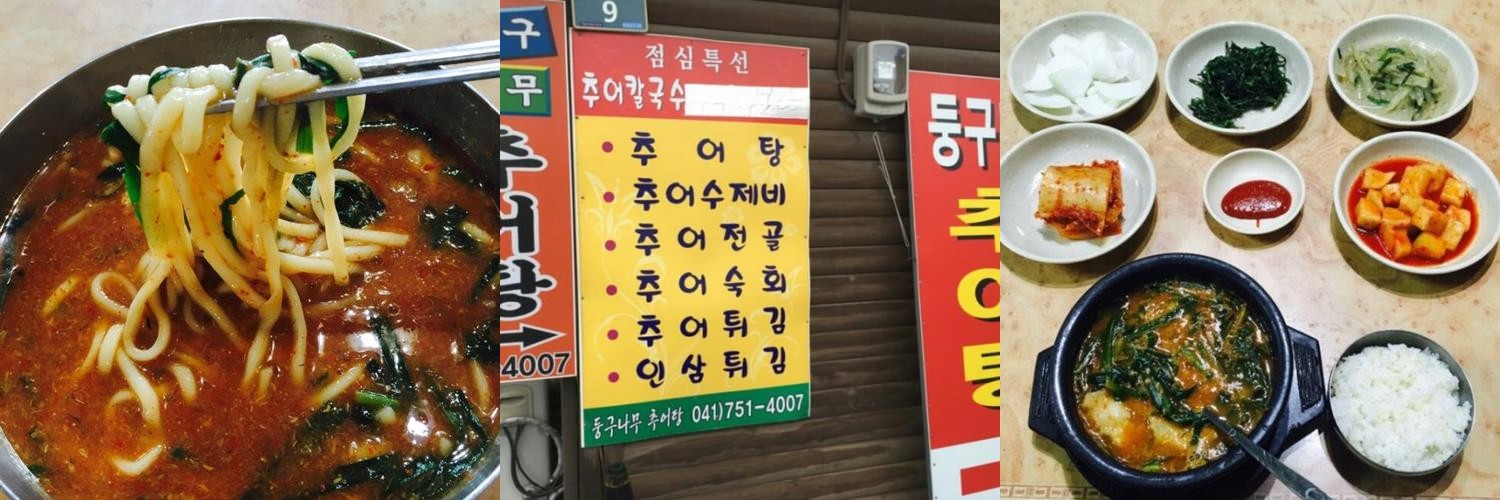 구
무
추
어
탕
4007
9
점심특선
추어칼국수
• 추어탕
• 추어수제비
• 추어전골
• 추어숙회
• 추어튀김
• 인삼튀김
둥구나무 추어탕 041)751-4007
둥구
추
어
탕